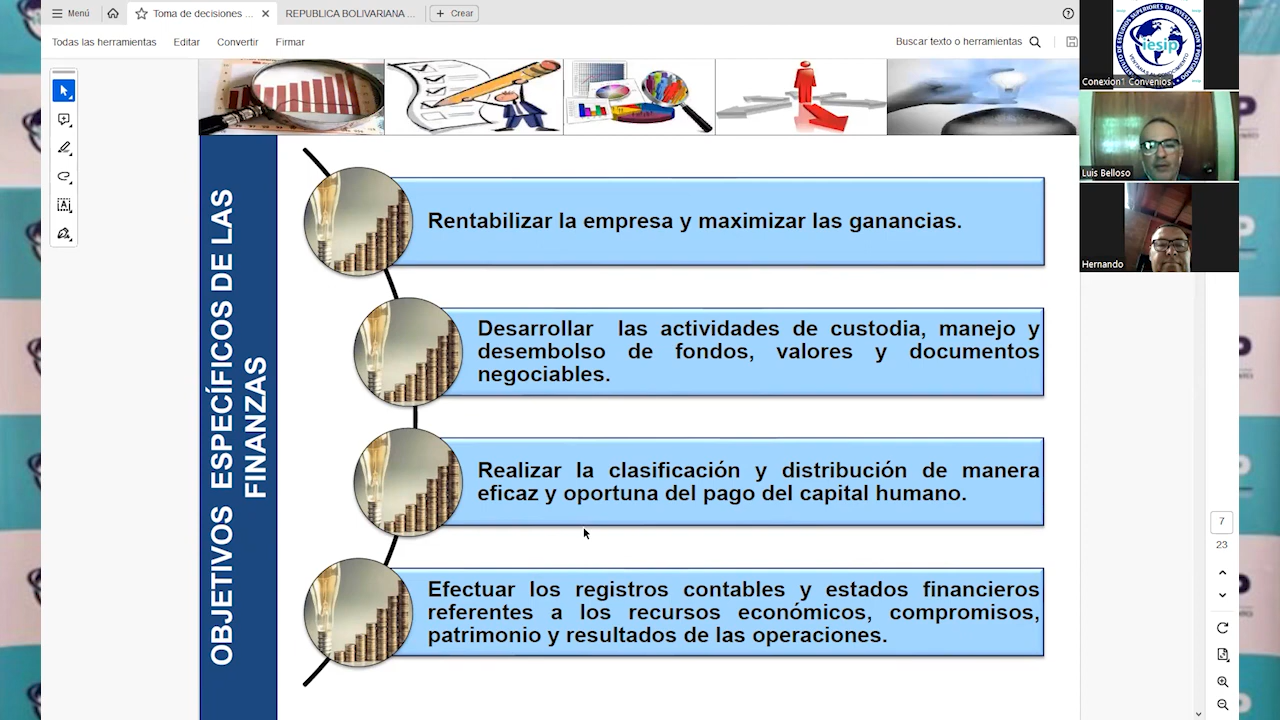 Menú
Toma de decisiones ...
REPUBLICA BOLIVARIANA ...
Crear
Todas las herramientas
Editar
Convertir
Firmar
Buscar texto o herramientas
iesip
Conexion1 Convenios
Luis Belloso
Hernando
OBJETIVOS ESPECÍFICOS DE LAS
FINANZAS
Rentabilizar la empresa y maximizar las ganancias.
Desarrollar las actividades de custodia, manejo y
desembolso de fondos, valores y documentos
negociables.
Realizar la clasificación y distribución de manera
eficaz y oportuna del pago del capital humano.
Efectuar los registros contables y estados financieros
referentes a los recursos económicos, compromisos,
patrimonio y resultados de las operaciones.
7
23